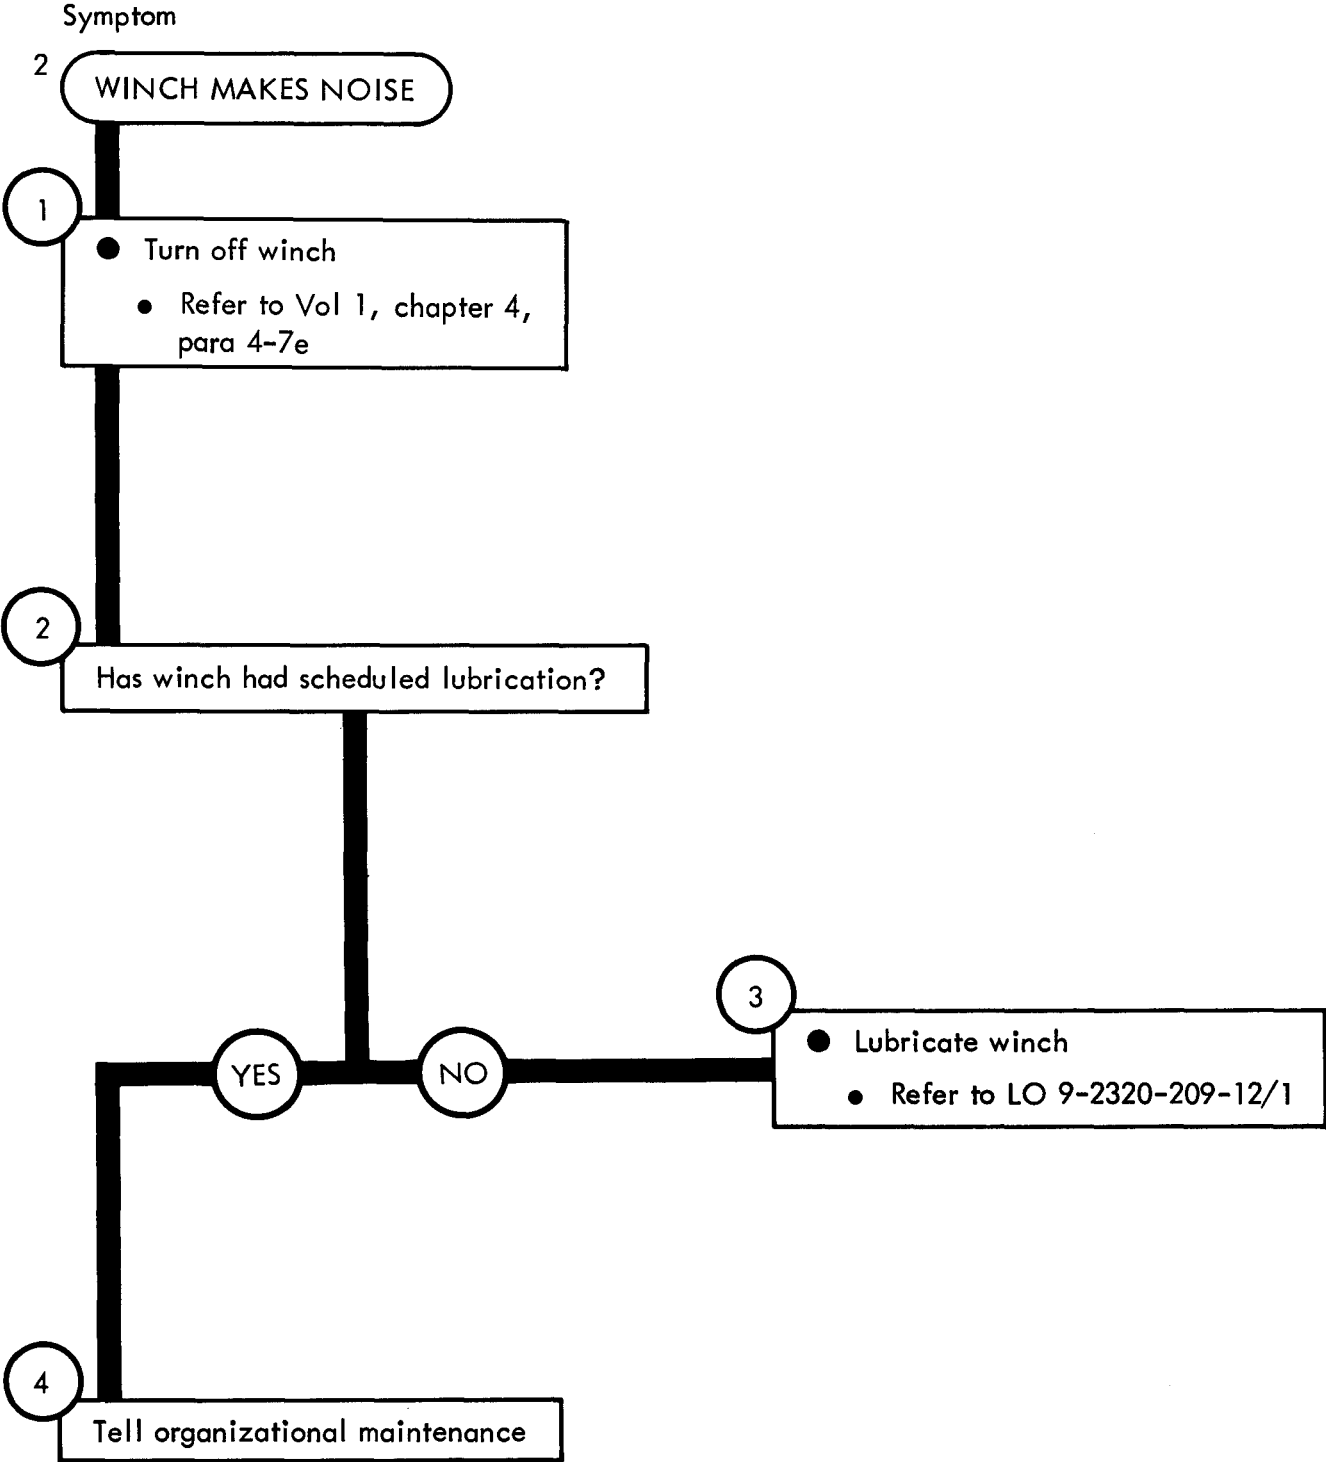 Symptom
2
WINCH MAKES NOISE
1
● Turn off winch
● Refer to Vol 1, chapter 4,
para 4-7e
2
Has winch had scheduled lubrication?
YES
NO
3
● Lubricate winch
● Refer to LO 9-2320-209-12/1
4
Tell organizational maintenance